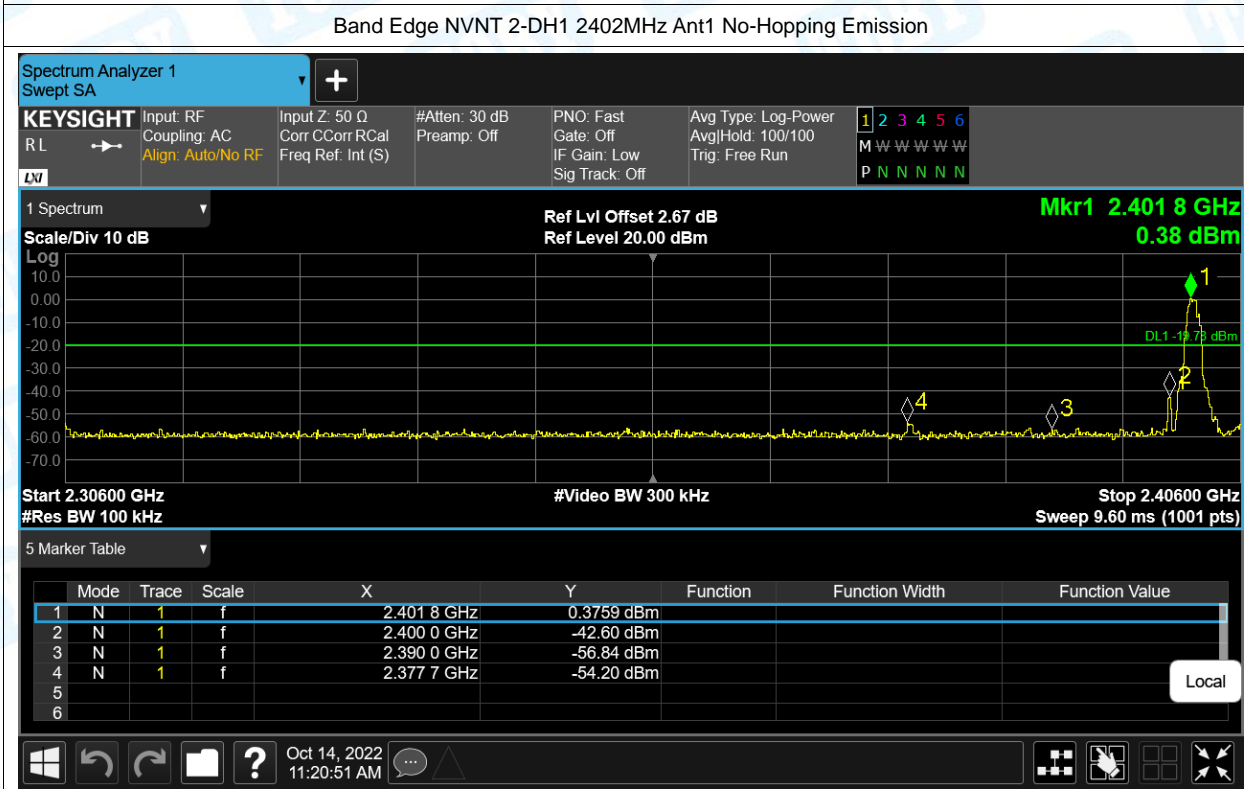 Band Edge NVNT 2-DH1 2402MHz Ant1 No-Hopping Emission
Spectrum Analyzer 1
Swept SA
KEYSIGHT
R L
LXI
Input: RF
Coupling: AC
Align: Auto/No RF
Input Z: 50 Ω
Corr CCorr RCal
Freq Ref: Int (S)
#Atten: 30 dB
Preamp: Off
PNO: Fast
Gate: Off
IF Gain: Low
Sig Track: Off
Avg Type: Log-Power
Avg|Hold: 100/100
Trig: Free Run
1 2 3 4 5 6
M W W W W W
P N N N N N
1 Spectrum
Scale/Div 10 dB
Ref Lvl Offset 2.67 dB
Ref Level 20.00 dBm
Mkr1 2.401 8 GHz
0.38 dBm
Log
10.0
0.00
-10.0
-20.0
-30.0
-40.0
-50.0
-60.0
-70.0
1
DL1 -19.73 dBm
2
4
3
Start 2.30600 GHz
#Video BW 300 kHz
Stop 2.40600 GHz
#Res BW 100 kHz
Sweep 9.60 ms (1001 pts)
5 Marker Table
Mode Trace Scale X Y Function Function Width Function Value
1 N 1 f 2.401 8 GHz 0.3759 dBm
2 N 1 f 2.400 0 GHz -42.60 dBm
3 N 1 f 2.390 0 GHz -56.84 dBm
4 N 1 f 2.377 7 GHz -54.20 dBm
5
6
Local
?
Oct 14, 2022
11:20:51 AM